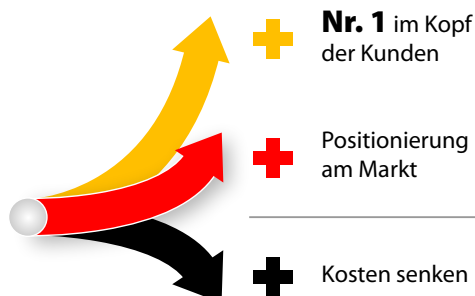 Nr. 1 im Kopf
der Kunden
Positionierung
am Markt
Kosten senken